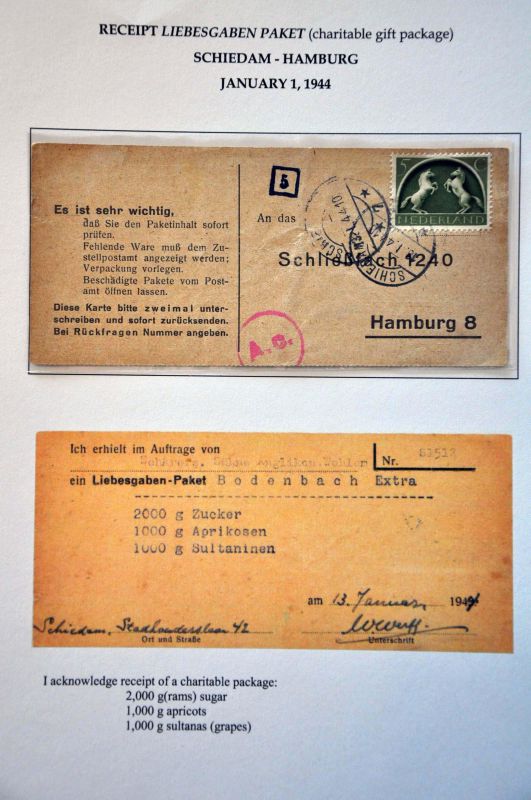 RECEIPT LIEBESGABEN PAKET (charitable gift package)
SCHIEDAM - HAMBURG
JANUARY 1, 1944
5
5
NEDERLAND
Es ist sehr wichtig,
daß Sie den Paketinhalt sofort
prüfen.
Fehlende Ware muß dem Zu-
stellpostamt angezeigt werden;
Verpackung vorlegen.
Beschädigte Pakete vom Post-
amt öffnen lassen.
Diese Karte bitte zweimal unter-
schreiben und sofort zurücksenden.
Bei Rückfragen Nummer angeben.
An das
Schließfach 1240
Hamburg 8
A.c.
Ich erhielt im Auftrage von
Nr.
ein Liebesgaben-Paket Bodenbach Extra
2000 g Zucker
1000 g Aprikosen
1000 g Sultaninen
am 13. Januar, 1944
Schiedam, 42
Ort und Straße
Unterschrift
I acknowledge receipt of a charitable package:
2,000 g(rams) sugar
1,000 g apricots
1,000 g sultanas (grapes)